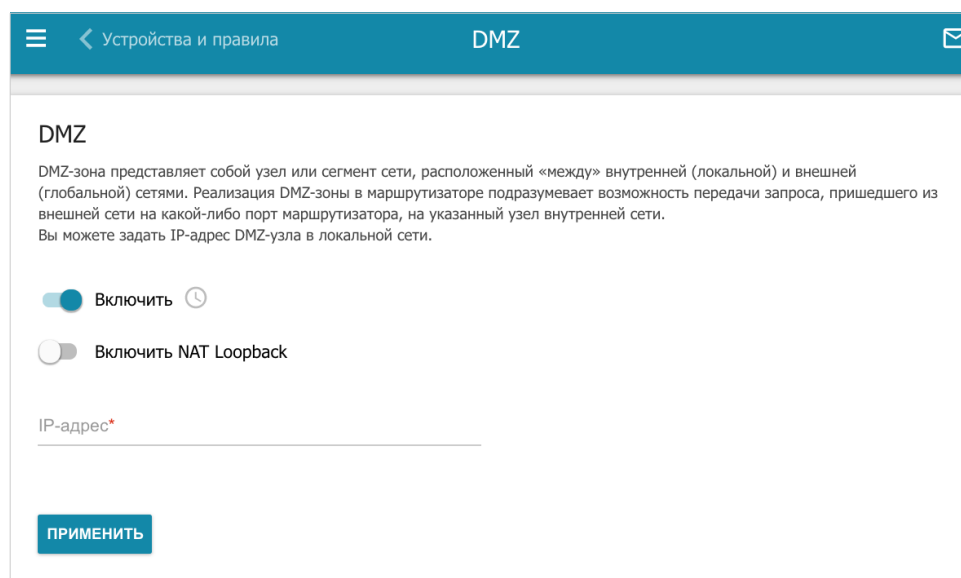 Устройства и правила
DMZ
DMZ
DMZ-зона представляет собой узел или сегмент сети, расположенный «между» внутренней (локальной) и внешней
(глобальной) сетями. Реализация DMZ-зоны в маршрутизаторе подразумевает возможность передачи запроса, пришедшего из
внешней сети на какой-либо порт маршрутизатора, на указанный узел внутренней сети.
Вы можете задать IP-адрес DMZ-узла в локальной сети.
Включить
Включить NAT Loopback
IP-адрес*
ПРИМЕНИТЬ